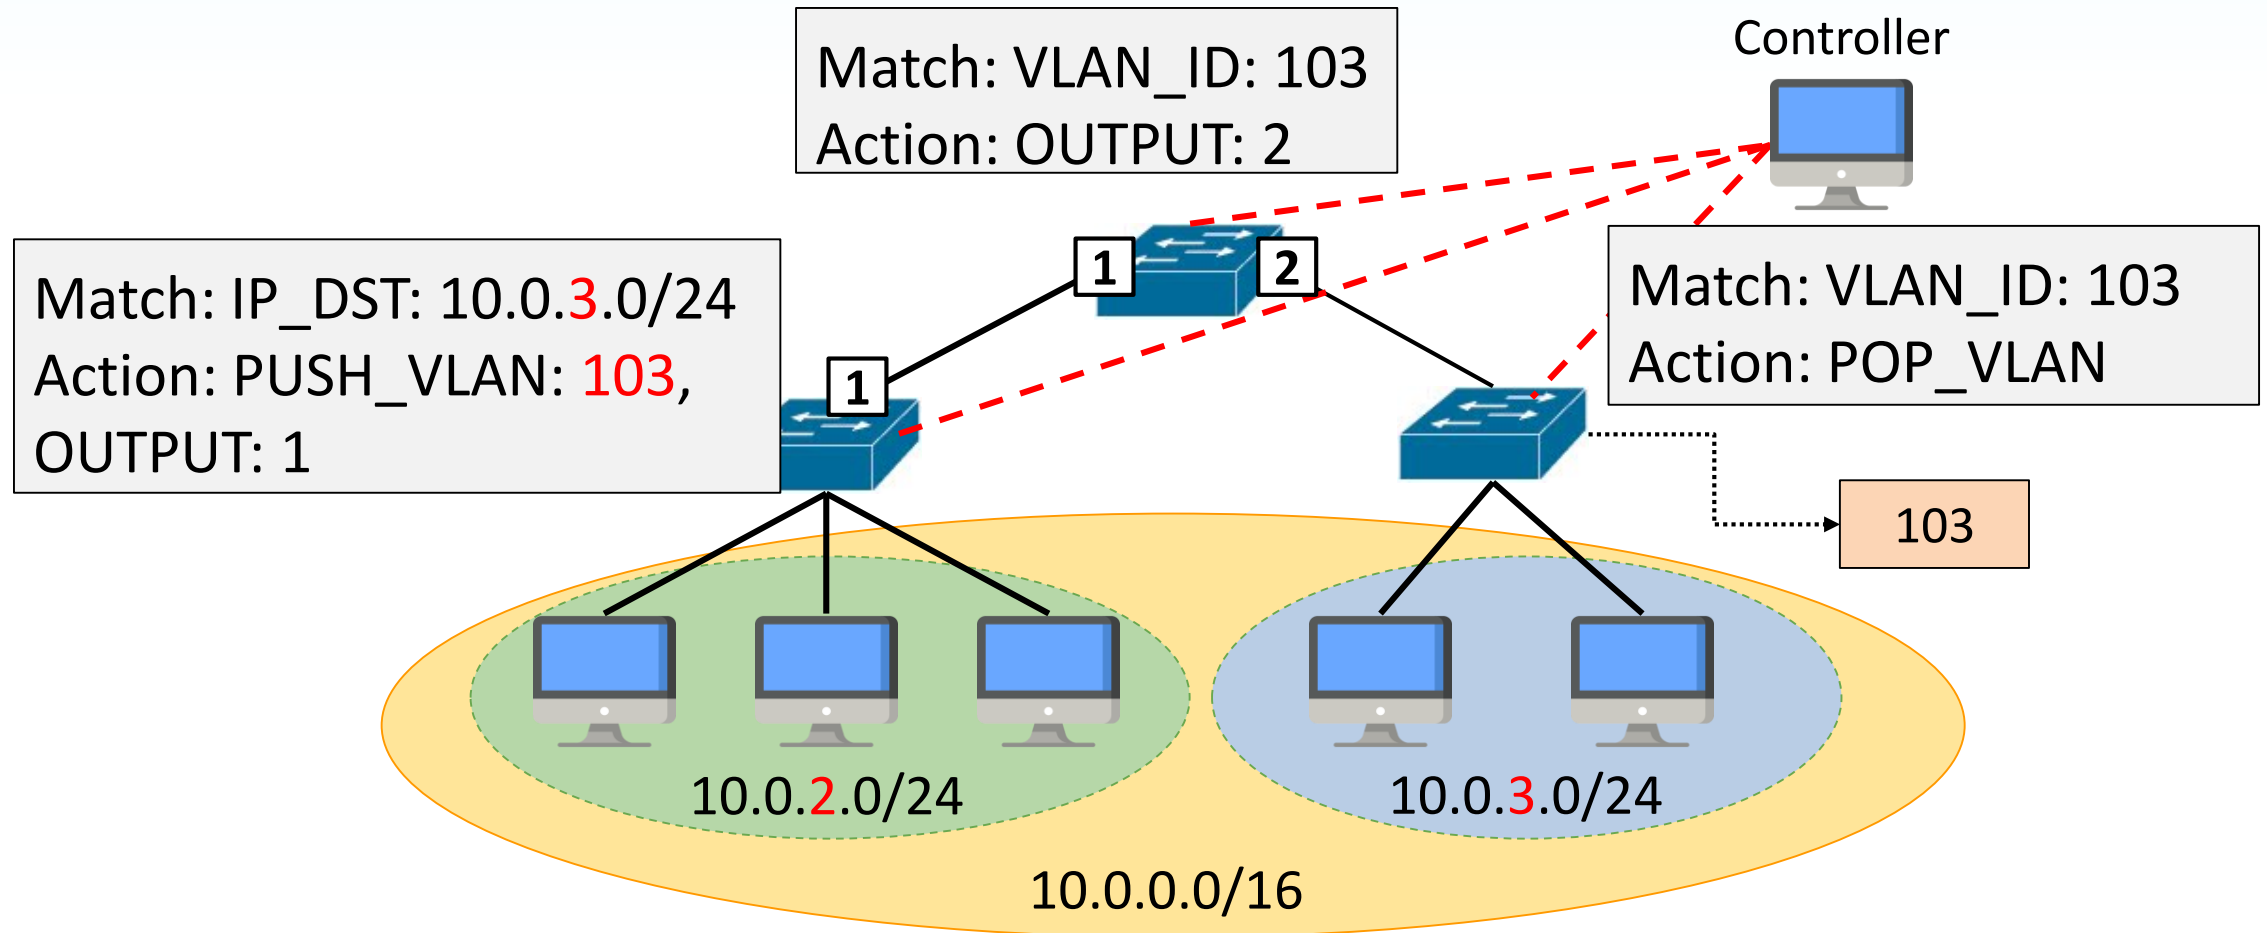 Match: VLAN_ID: 103
Action: OUTPUT: 2
Controller
Match: IP_DST: 10.0.3.0/24
Action: PUSH_VLAN: 103,
OUTPUT: 1
1
2
Match: VLAN_ID: 103
Action: POP_VLAN
1
103
10.0.2.0/24
10.0.3.0/24
10.0.0.0/16